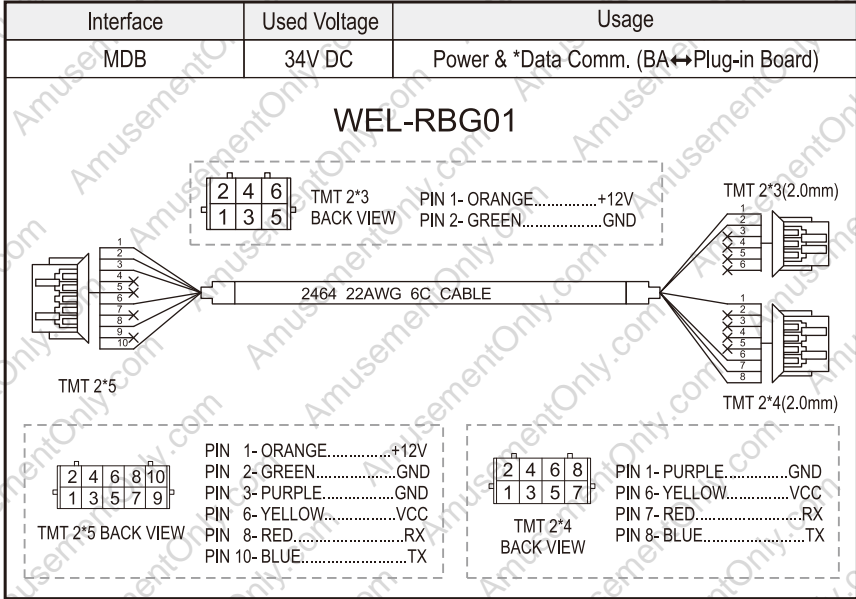 Interface Used Voltage Usage
MDB 34V DC Power & *Data Comm. (BA↔Plug-in Board)
WEL-RBG01
2 4 6
1 3 5
TMT 2*3
BACK VIEW
PIN 1- ORANGE...............+12V
PIN 2- GREEN...................GND
TMT 2*3(2.0mm)
1
2
3
4
5
6
1
2
3
4
5
6
7
8
9
10
2464 22AWG 6C CABLE
1
2
3
4
5
6
7
8
TMT 2*5
TMT 2*4(2.0mm)
2 4 6 8 10
1 3 5 7 9
TMT 2*5 BACK VIEW
PIN 1- ORANGE...............+12V
PIN 2- GREEN...................GND
PIN 3- PURPLE.................GND
PIN 6- YELLOW.................VCC
PIN 8- RED.........................RX
PIN 10- BLUE........................TX
2 4 6 8
1 3 5 7
TMT 2*4
BACK VIEW
PIN 1- PURPLE.................GND
PIN 6- YELLOW.................VCC
PIN 7- RED.........................RX
PIN 8- BLUE........................TX
AmusementOnly.com